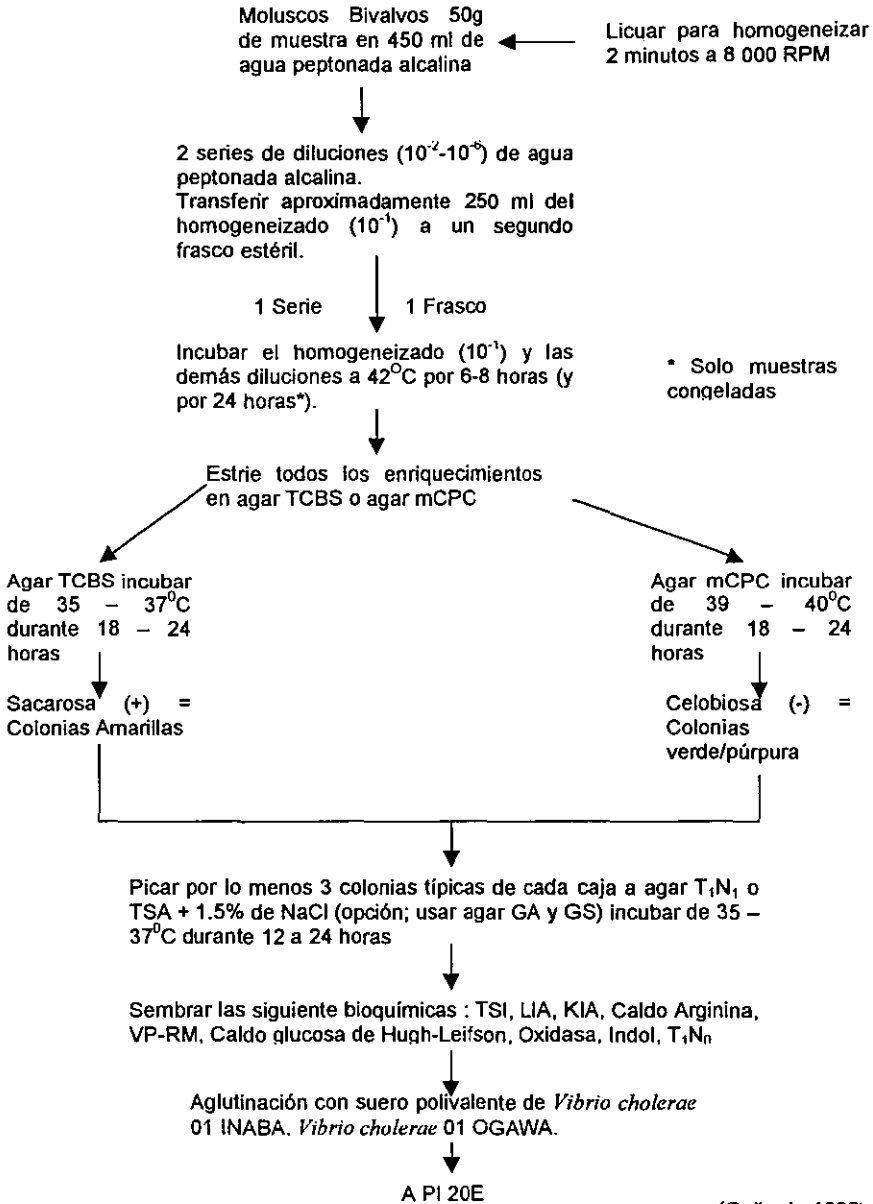 Moluscos Bivalvos 50g
de muestra en 450 ml de
agua peptonada alcalina
Licuar para homogeneizar
2 minutos a 8 000 RPM
2 series de diluciones (10⁻²-10⁻⁶) de agua
peptonada alcalina.
Transferir aproximadamente 250 ml del
homogeneizado (10⁻¹) a un segundo
frasco estéril.
1 Serie
1 Frasco
Incubar el homogeneizado (10⁻¹) y las
demás diluciones a 42⁰C por 6-8 horas (y
por 24 horas*).
* Solo muestras
congeladas
Estrie todos los enriquecimientos
en agar TCBS o agar mCPC
Agar TCBS incubar
de 35 – 37⁰C
durante 18 – 24
horas
Agar mCPC incubar
de 39 – 40⁰C
durante 18 – 24
horas
Sacarosa (+) =
Colonias Amarillas
Celobiosa (-) =
Colonias
verde/púrpura
Picar por lo menos 3 colonias típicas de cada caja a agar T₁N₁ o
TSA + 1.5% de NaCl (opción; usar agar GA y GS) incubar de 35 –
37⁰C durante 12 a 24 horas
Sembrar las siguiente bioquímicas : TSI, LIA, KIA, Caldo Arginina,
VP-RM, Caldo glucosa de Hugh-Leifson, Oxidasa, Indol, T₁Nₙ
Aglutinación con suero polivalente de Vibrio cholerae
01 INABA, Vibrio cholerae 01 OGAWA.
A PI 20E